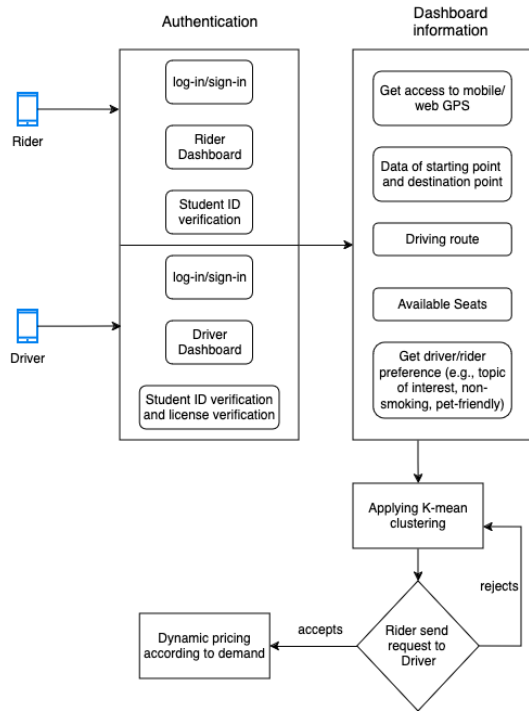 Authentication
Dashboard
information
log-in/sign-in
Rider
Dashboard
Student ID
verification
Rider
log-in/sign-in
Driver
Dashboard
Student ID verification
and license verification
Driver
Get access to mobile/
web GPS
Data of starting point
and destination point
Driving route
Available Seats
Get driver/rider
preference (e.g., topic
of interest, non-
smoking, pet-friendly)
Applying K-mean
clustering
rejects
Rider send
request to
Driver
accepts
Dynamic pricing
according to demand